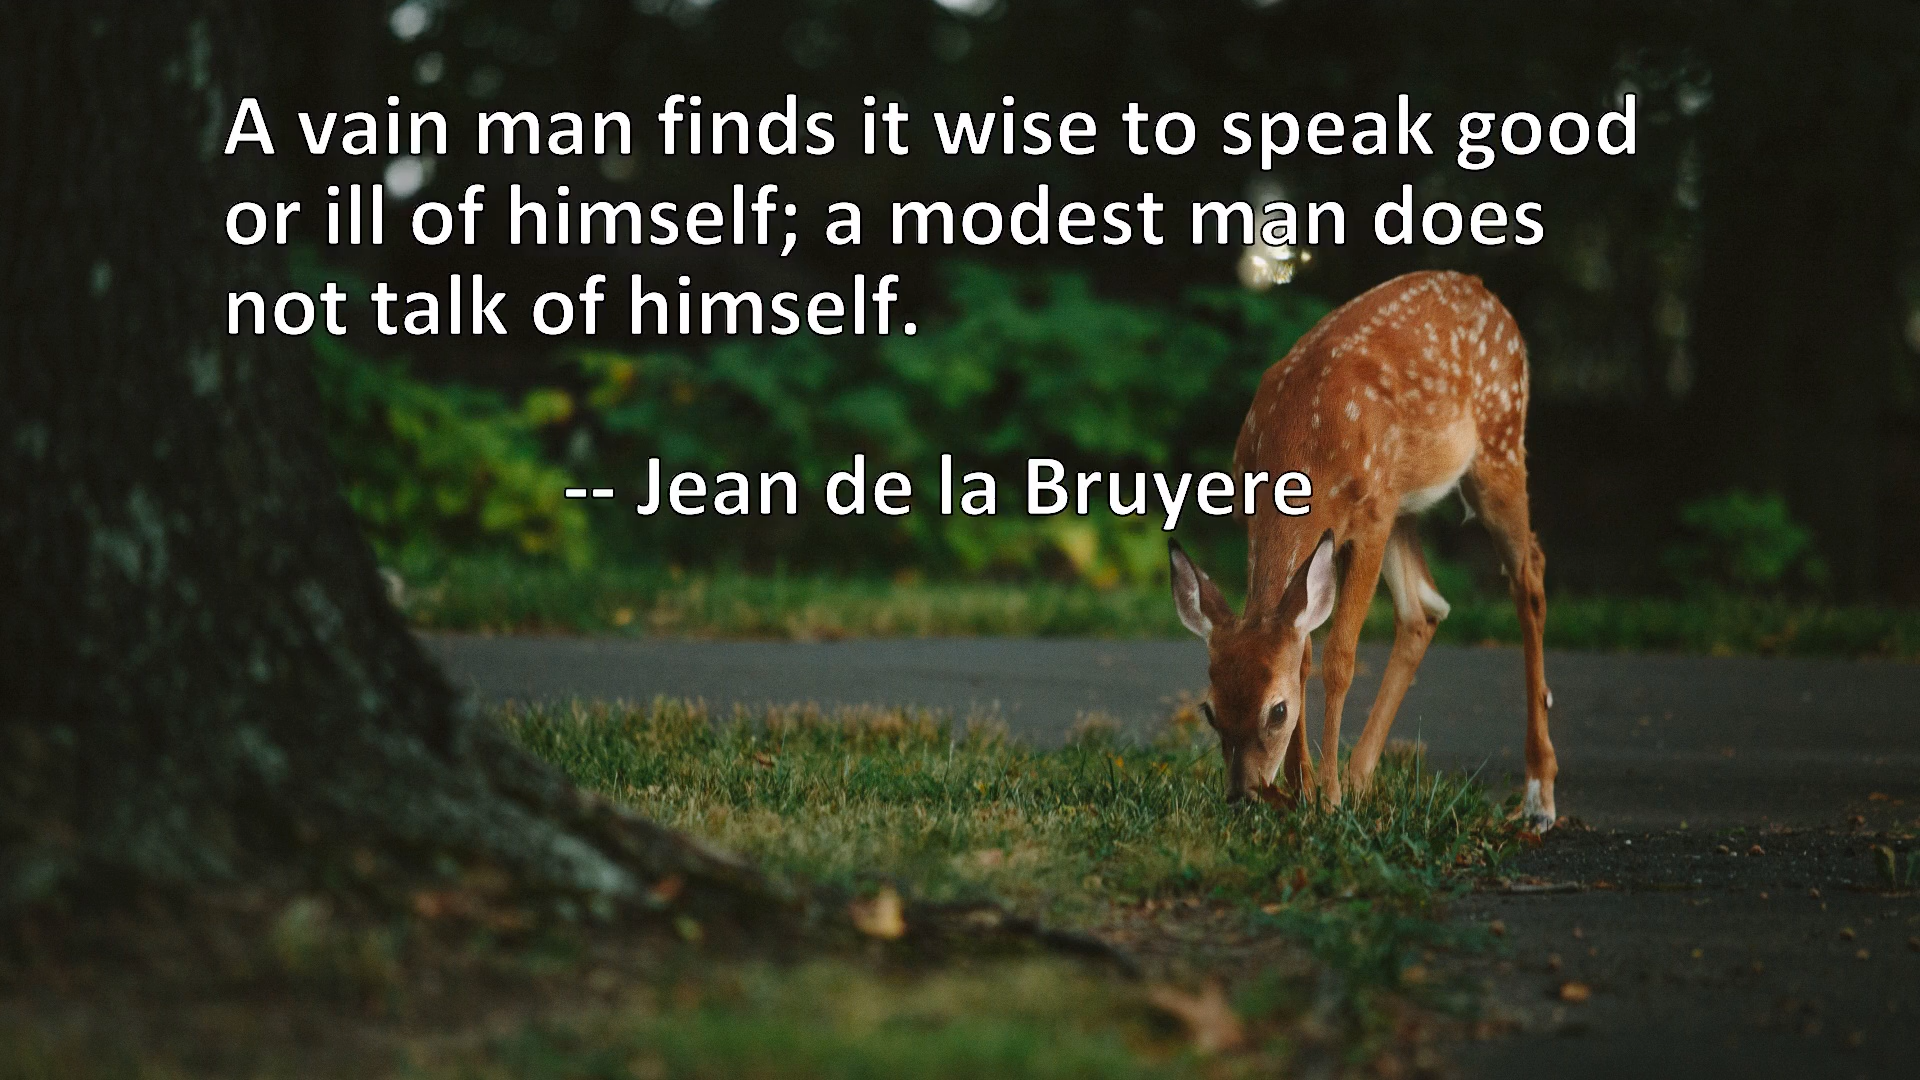 A vain man finds it wise to speak good
or ill of himself; a modest man does
not talk of himself.
-- Jean de la Bruyere